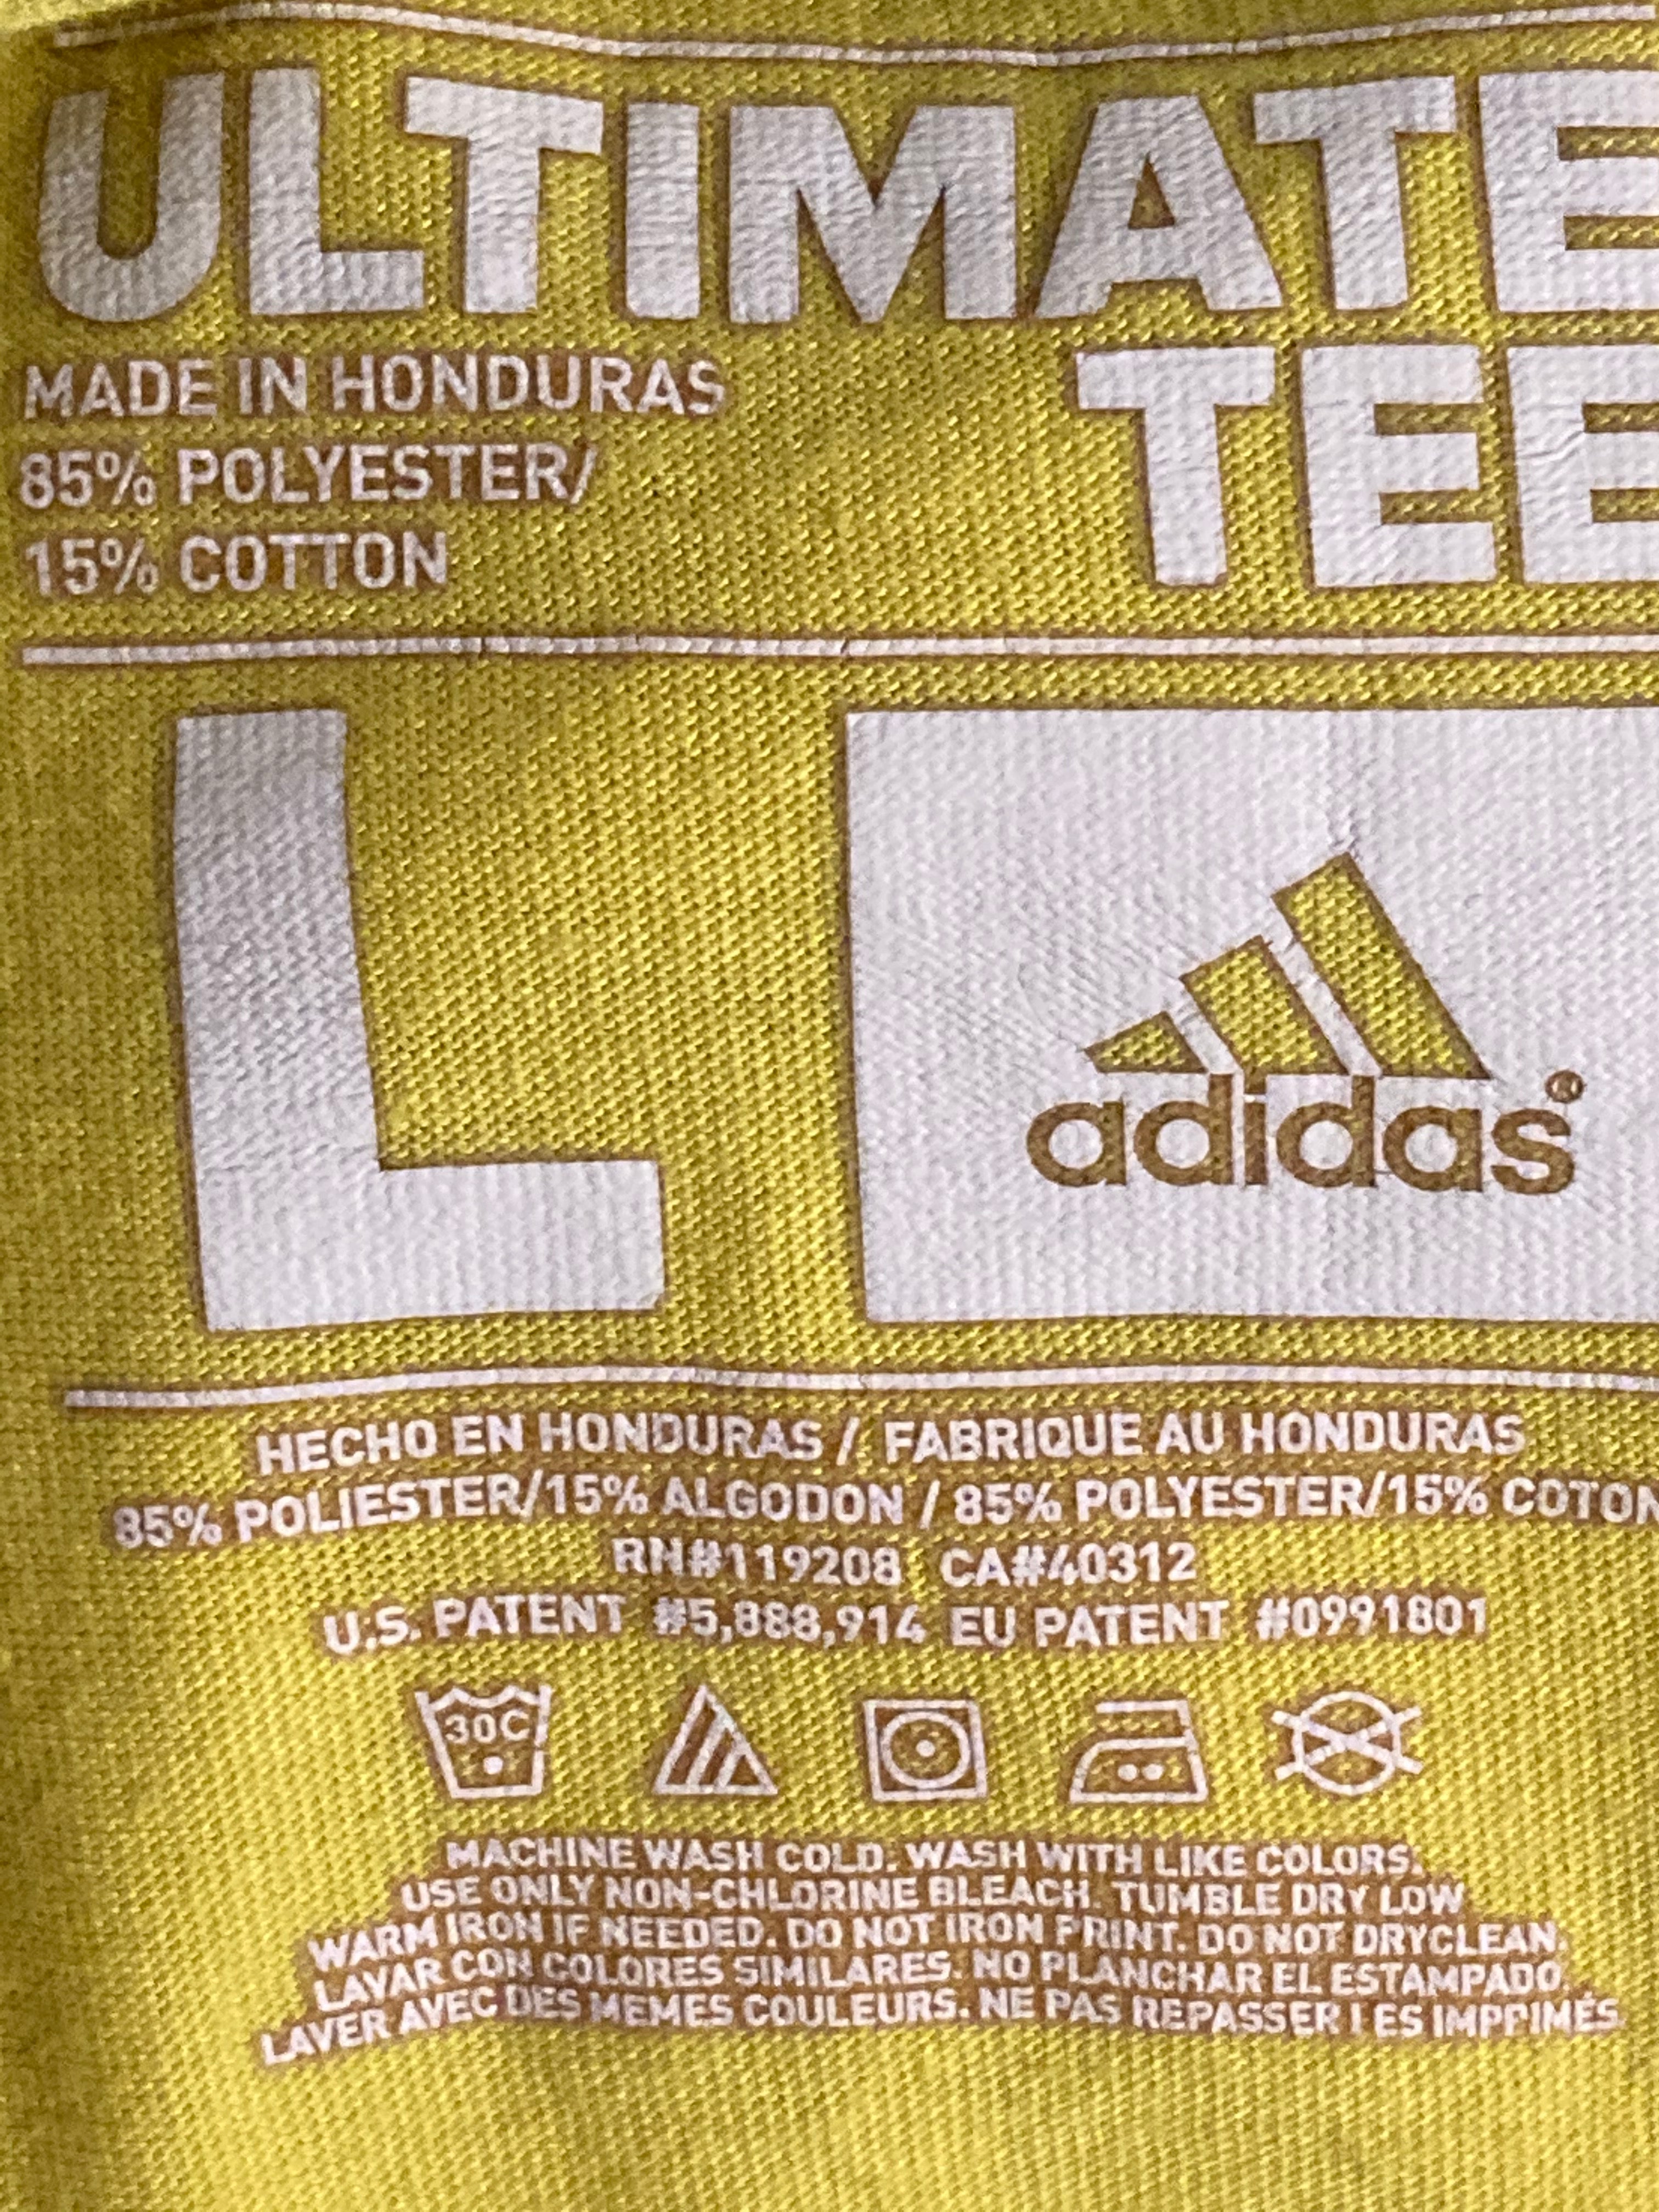 ULTIMATE
TEE
MADE IN HONDURAS
85% POLYESTER/
15% COTTON
L
adidas®
HECHO EN HONDURAS / FABRIQUE AU HONDURAS
85% POLIESTER/15% ALGODON / 85% POLYESTER/15% COTON
RN#119208 CA#40312
U.S. PATENT #5,888,914 EU PATENT #0991801
30C
MACHINE WASH COLD. WASH WITH LIKE COLORS.
USE ONLY NON-CHLORINE BLEACH. TUMBLE DRY LOW
WARM IRON IF NEEDED. DO NOT IRON PRINT. DO NOT DRYCLEAN.
LAVAR CON COLORES SIMILARES. NO PLANCHAR EL ESTAMPADO.
LAVER AVEC DES MEMES COULEURS. NE PAS REPASSER LES IMPRIMÉS.